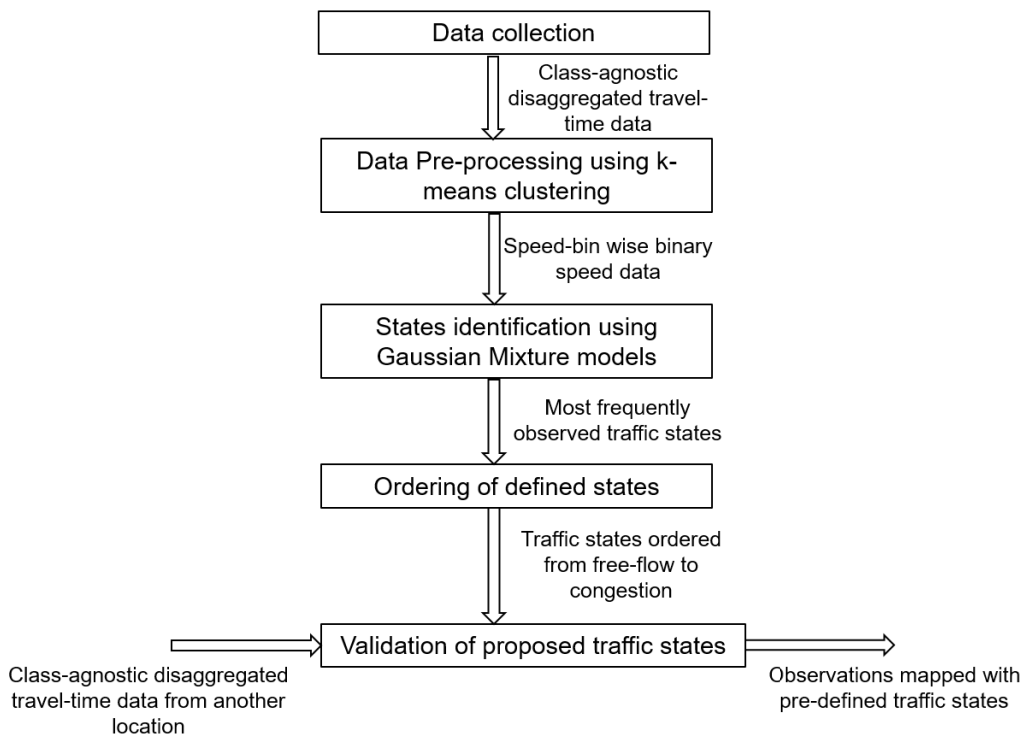 Data collection
Class-agnostic
disaggregated travel-
time data
Data Pre-processing using k-
means clustering
Speed-bin wise binary
speed data
States identification using
Gaussian Mixture models
Most frequently
observed traffic states
Ordering of defined states
Traffic states ordered
from free-flow to
congestion
Validation of proposed traffic states
Class-agnostic disaggregated
travel-time data from another
location
Observations mapped with
pre-defined traffic states